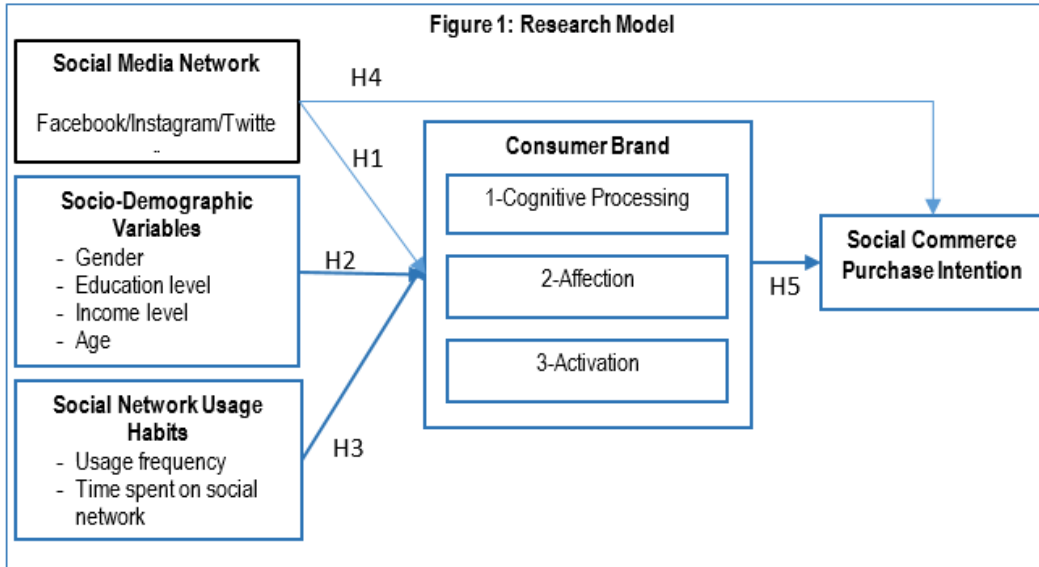 Figure 1: Research Model
Social Media Network
Facebook/Instagram/Twitte
H4
H1
Socio-Demographic
Variables
- Gender
- Education level
- Income level
- Age
H2
Social Network Usage
Habits
- Usage frequency
- Time spent on social
network
H3
Consumer Brand
1-Cognitive Processing
2-Affection
3-Activation
H5
Social Commerce
Purchase Intention